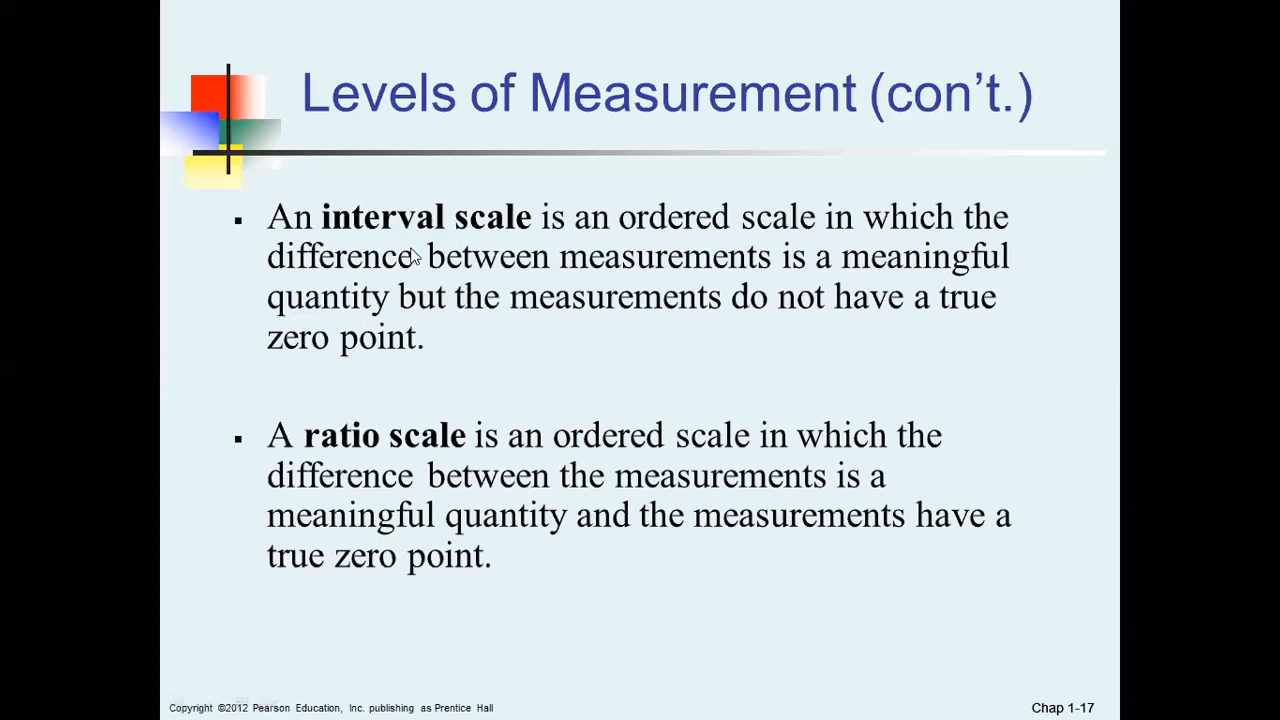 Levels of Measurement (con’t.)
▪ An interval scale is an ordered scale in which the
difference between measurements is a meaningful
quantity but the measurements do not have a true
zero point.
▪ A ratio scale is an ordered scale in which the
difference between the measurements is a
meaningful quantity and the measurements have a
true zero point.
Copyright ©2012 Pearson Education, Inc. publishing as Prentice Hall
Chap 1-17